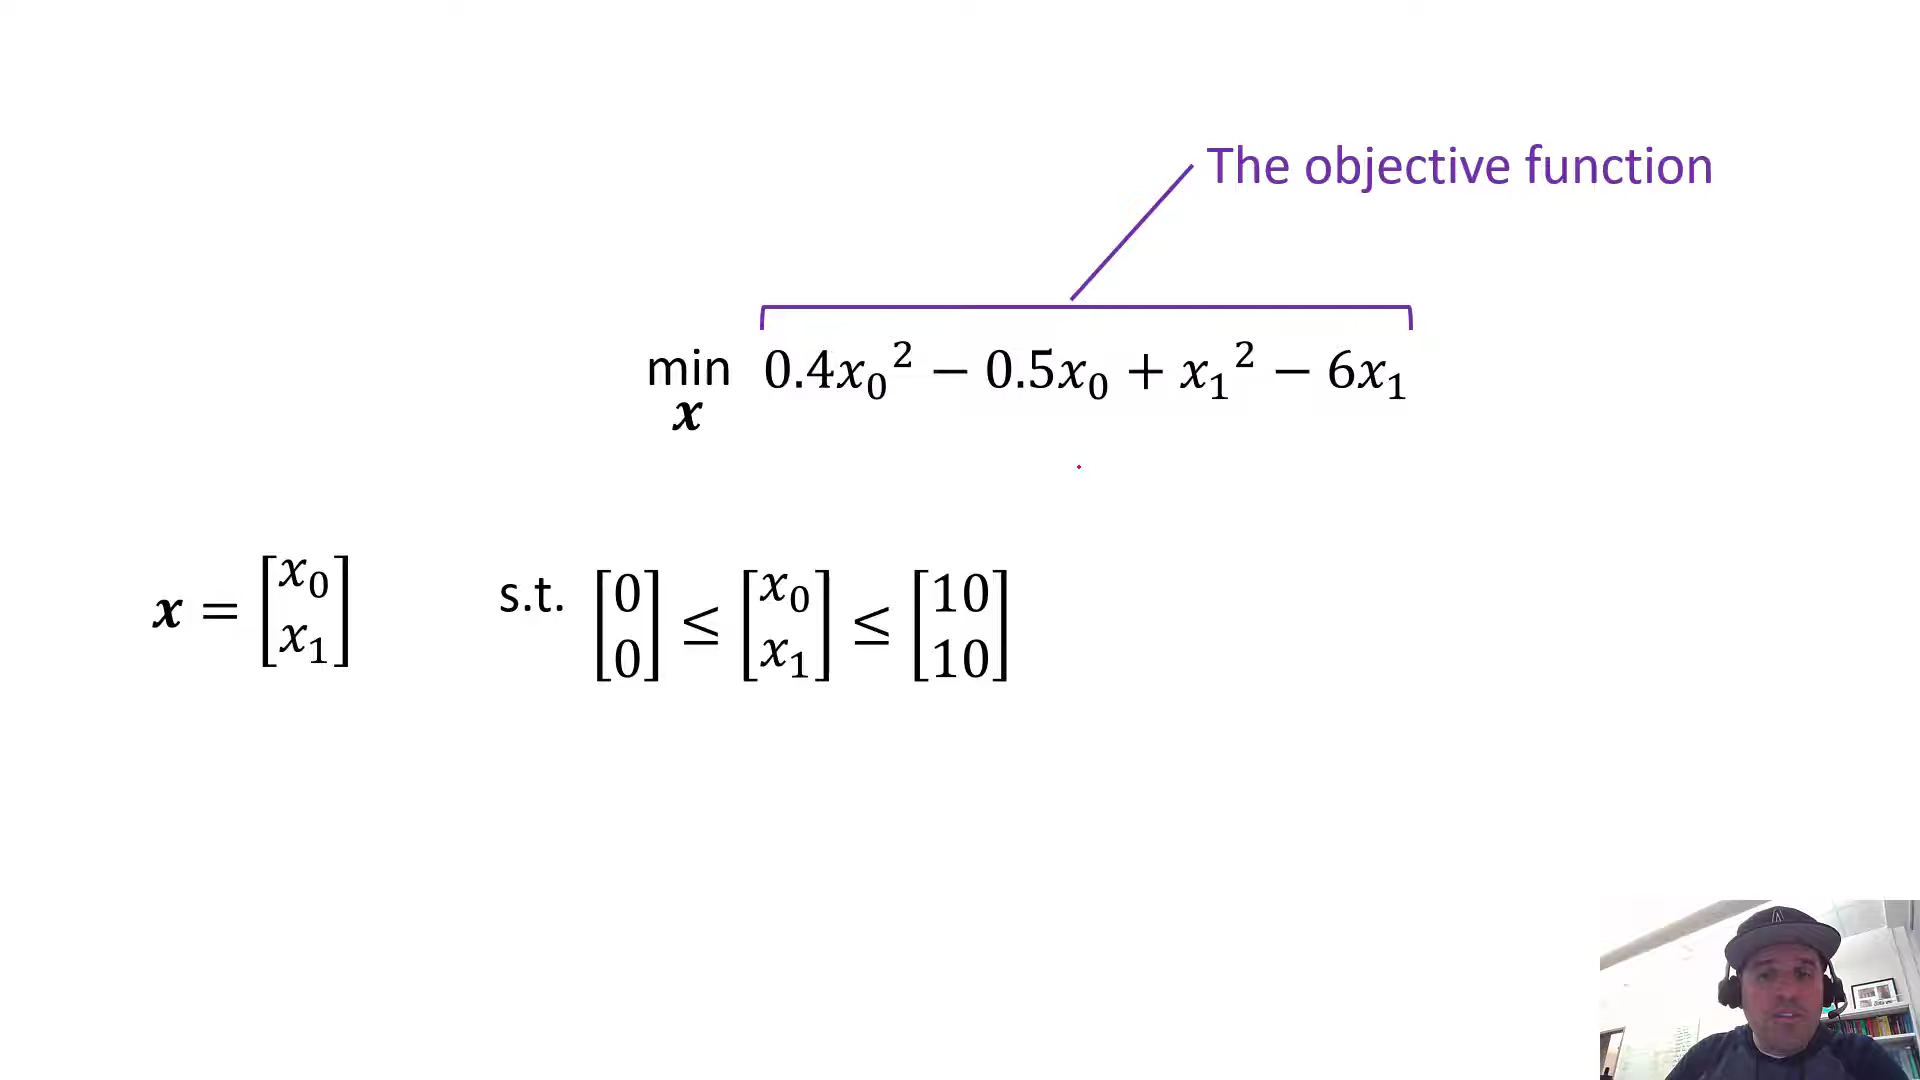 The objective function
min 0.4x₀² − 0.5x₀ + x₁² − 6x₁
x
x = [x₀ x₁] s.t. [0 0] ≤ [x₀ x₁] ≤ [10 10]